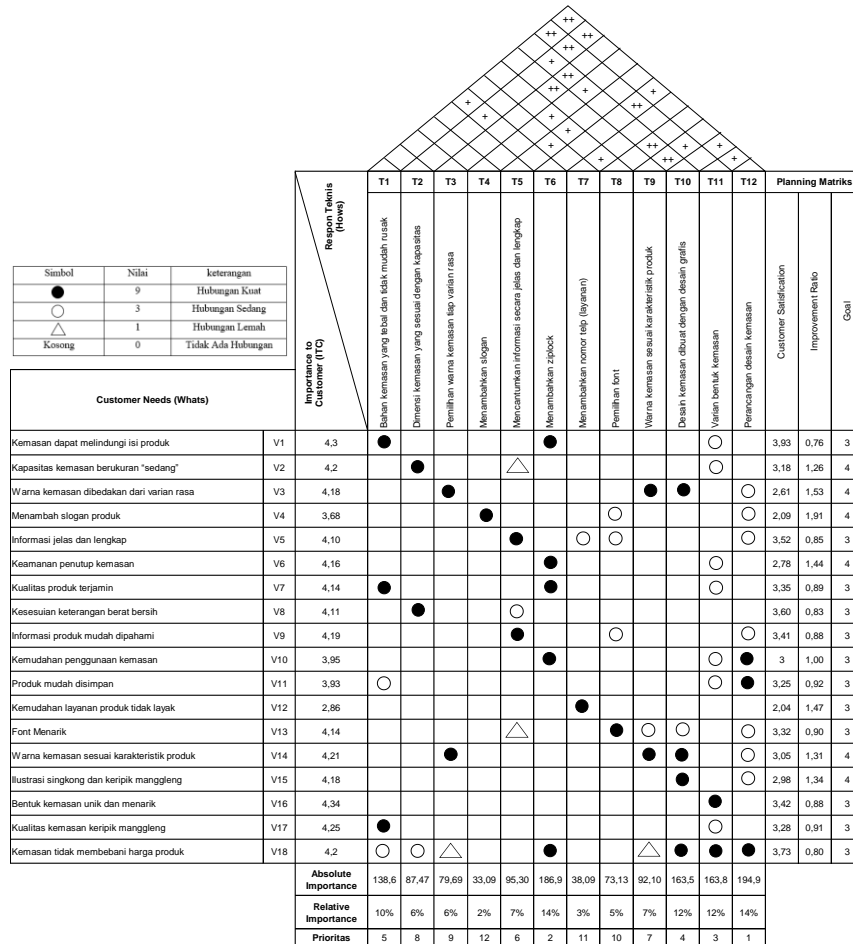 ++
++ ++
++
+ +
++
++ + +
+ ++
+ + +
+
+ ++ +
+ ++ +
T1 T2 T3 T4 T5 T6 T7 T8 T9 T10 T11 T12 Planning Matriks
Respon Teknis
(Hows)
Importance to
Customer (ITC)
Bahan kemasan yang tebal dan tidak mudah rusak
Dimensi kemasan yang sesuai dengan kapasitas
Pemilihan warna kemasan tiap varian rasa
Menambahkan slogan
Mencantumkan informasi secara jelas dan lengkap
Menambahkan ziplock
Menambahkan nomor telp (layanan)
Pemilihan font
Warna kemasan sesuai karakteristik produk
Desain kemasan dibuat dengan desain grafis
Varian bentuk kemasan
Perancangan desain kemasan
Customer Satisfication
Improvement Ratio
Goal
Simbol Nilai keterangan
9 Hubungan Kuat
3 Hubungan Sedang
1 Hubungan Lemah
Kosong 0 Tidak Ada Hubungan
Customer Needs (Whats)
Kemasan dapat melindungi isi produk V1 4,3 3,93 0,76 3
Kapasitas kemasan berukuran “sedang” V2 4,2 3,18 1,26 4
Warna kemasan dibedakan dari varian rasa V3 4,18 2,61 1,53 4
Menambah slogan produk V4 3,68 2,09 1,91 4
Informasi jelas dan lengkap V5 4,10 3,52 0,85 3
Keamanan penutup kemasan V6 4,16 2,78 1,44 4
Kualitas produk terjamin V7 4,14 3,35 0,89 3
Kesesuian keterangan berat bersih V8 4,11 3,60 0,83 3
Informasi produk mudah dipahami V9 4,19 3,41 0,88 3
Kemudahan penggunaan kemasan V10 3,95 3 1,00 3
Produk mudah disimpan V11 3,93 3,25 0,92 3
Kemudahan layanan produk tidak layak V12 2,86 2,04 1,47 3
Font Menarik V13 4,14 3,32 0,90 3
Warna kemasan sesuai karakteristik produk V14 4,21 3,05 1,31 4
Ilustrasi singkong dan keripik manggleng V15 4,18 2,98 1,34 4
Bentuk kemasan unik dan menarik V16 4,34 3,42 0,88 3
Kualitas kemasan keripik manggleng V17 4,25 3,28 0,91 3
Kemasan tidak membebani harga produk V18 4,2 3,73 0,80 3
Absolute
Importance 138,6 87,47 79,69 33,09 95,30 186,9 38,09 73,13 92,10 163,5 163,8 194,9
Relative
Importance 10% 6% 6% 2% 7% 14% 3% 5% 7% 12% 12% 14%
Prioritas 5 8 9 12 6 2 11 10 7 4 3 1